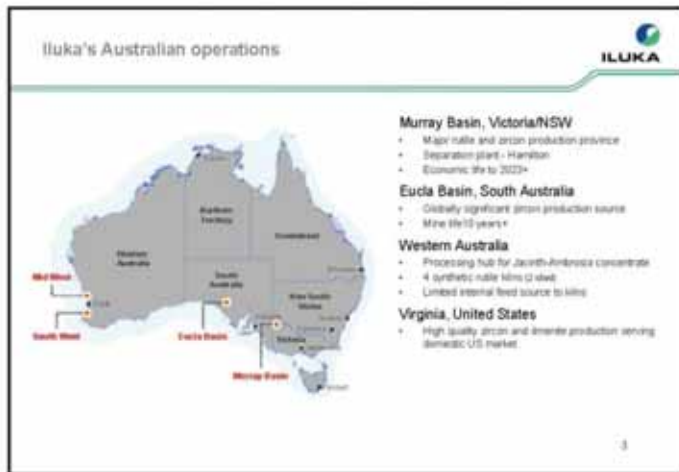 Iluka's Australian operations
ILUKA
Murray Basin, Victoria/NSW
• Major rutile and zircon production province
• Separation plant - Hamilton
• Economic life to 2023+
Eucla Basin, South Australia
• Globally significant zircon production source
• Mine life 10 years+
Western Australia
• Processing hub for Jacinth-Ambrosia concentrate
• 4 synthetic rutile kilns (2 idled)
• Limited internal feed source to kilns
Virginia, United States
• High quality zircon and ilmenite production serving
domestic US market
Northern
Territory
Queensland
Western
Australia
South
Australia
New South
Wales
Victoria
Mid West
South West
Eucla Basin
Murray Basin
3